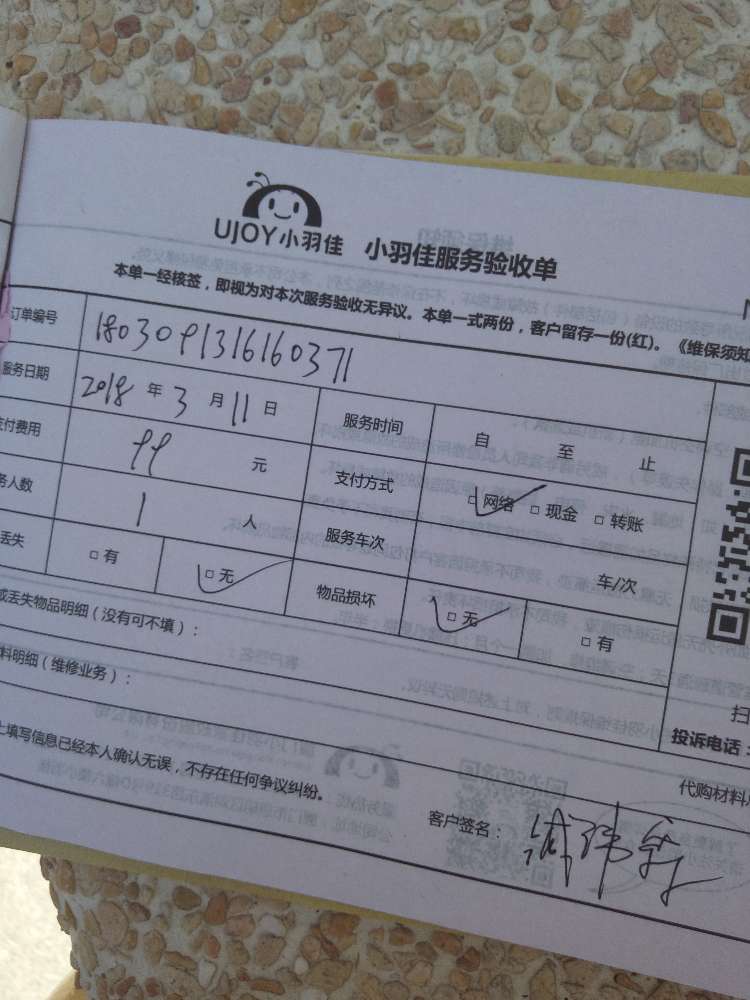 UJOY小羽佳 小羽佳服务验收单
本单一经核签，即视为对本次服务验收无异议。本单一式两份，客户留存一份(红)。《维保须知
订单编号 1803091316160371
服务日期 2018 年 3 月 11 日 服务时间 自 至 止
支付费用 99 元 支付方式 □ 网络 □ 现金 □ 转账
务人数 1 人 服务车次 车/次
丢失 □ 有 □ 无 物品损坏 □ 无 □ 有
或丢失物品明细（没有可不填）：
料明细（维修业务）：
扫
投诉电话：
上填写信息已经本人确认无误，不存在任何争议纠纷。
代购材料
客户签名：